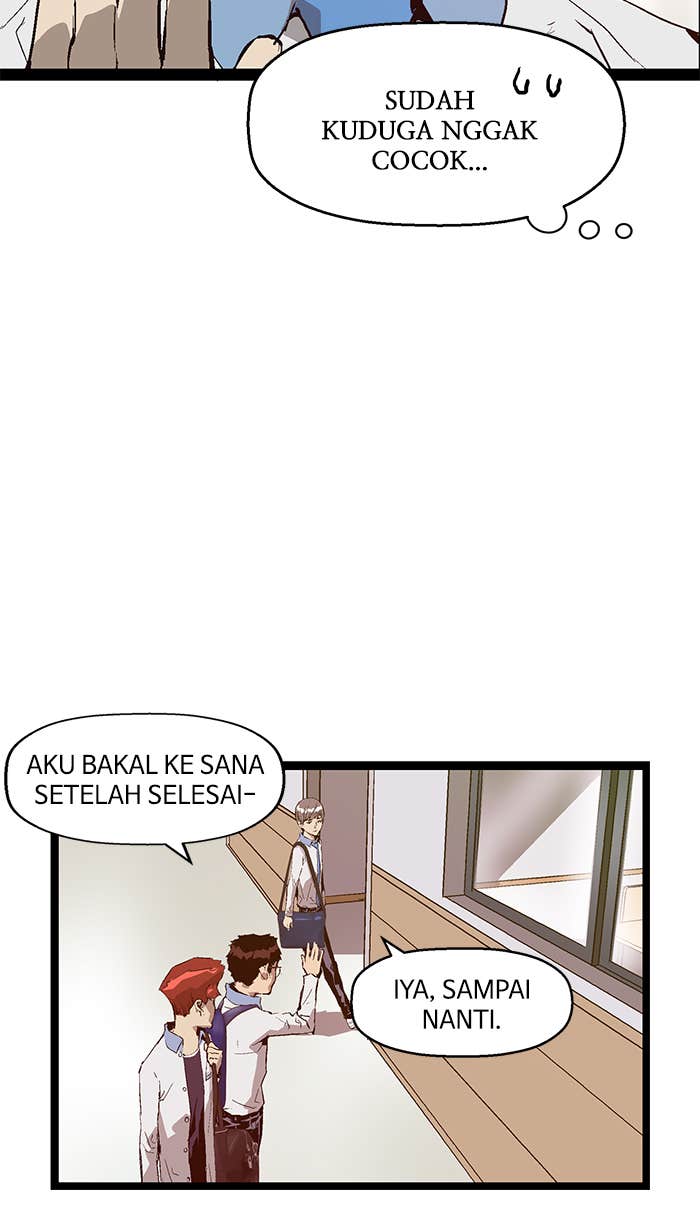 SUDAH
KUDUGA NGGAK
COCOK...
AKU BAKAL KE SANA
SETELAH SELESAI-
IYA, SAMPAI
NANTI.